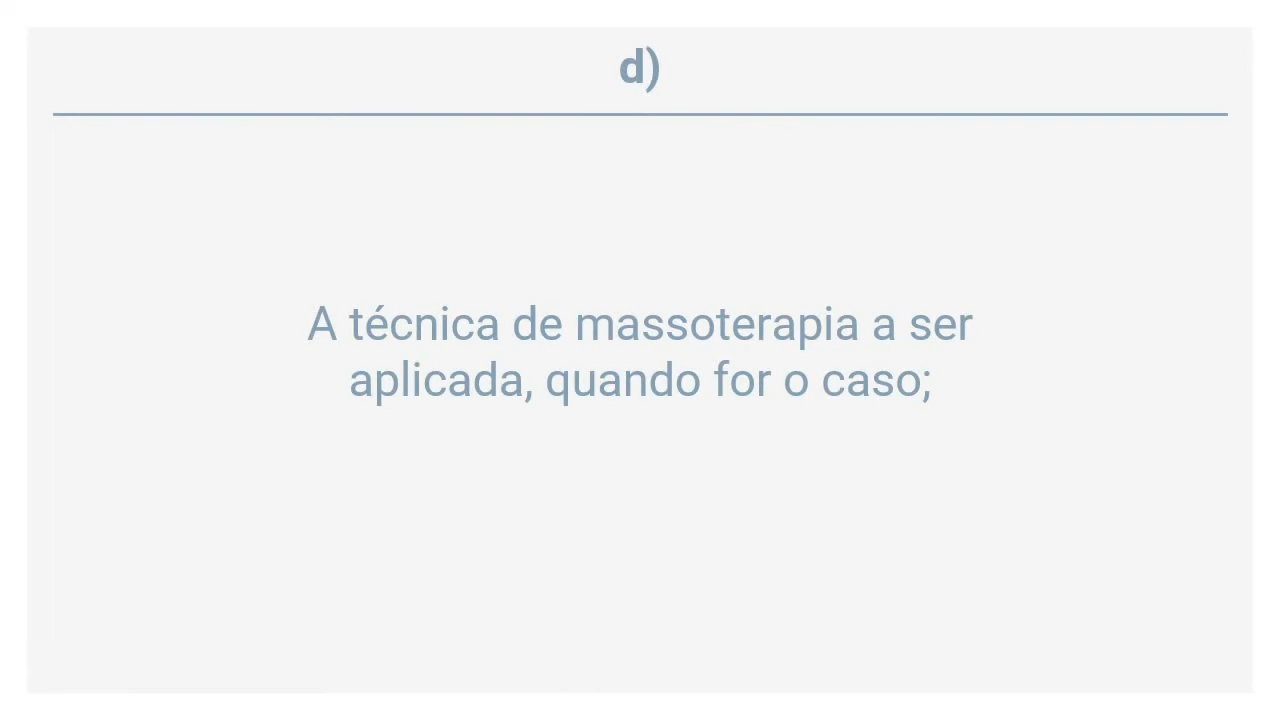 d)
A técnica de massoterapia a ser
aplicada, quando for o caso;